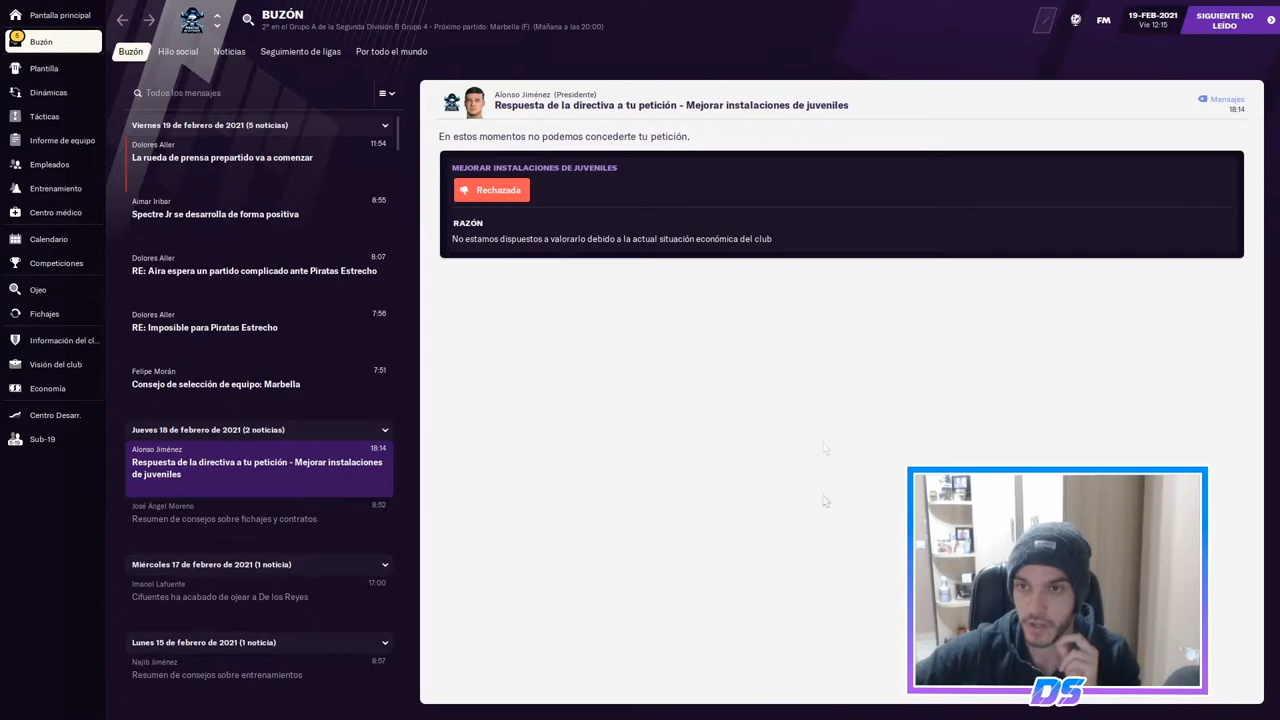 Plantilla principal
BUZÓN
2º en el Grupo A de la Segunda División B Grupo 4 - Próximo partido: Marbella (F) (Mañana a las 20:00)
FM
19-FEB-2021
Vie 12:15
SIGUIENTE NO
LEÍDO
5
Buzón
Plantilla
Dinámicas
Tácticas
Informe de equipo
Empleados
Entrenamiento
Centro médico
Calendario
Competiciones
Ojeo
Fichajes
Información del cl...
Visión del club
Economía
Centro Desarr.
Sub-19
Buzón
Hilo social
Noticias
Seguimiento de ligas
Por todo el mundo
Todos los mensajes
Viernes 19 de febrero de 2021 (5 noticias)
Dolores Aller 11:54
La rueda de prensa prepartido va a comenzar
Aimar Iribar 8:55
Spectre Jr se desarrolla de forma positiva
Dolores Aller 8:07
RE: Aira espera un partido complicado ante Piratas Estrecho
Dolores Aller 7:56
RE: Imposible para Piratas Estrecho
Felipe Morán 7:51
Consejo de selección de equipo: Marbella
Jueves 18 de febrero de 2021 (2 noticias)
Alonso Jiménez 18:14
Respuesta de la directiva a tu petición - Mejorar instalaciones
de juveniles
José Ángel Moreno 8:52
Resumen de consejos sobre fichajes y contratos
Miércoles 17 de febrero de 2021 (1 noticia)
Imanol Lafuente 17:00
Cifuentes ha acabado de ojear a De los Reyes
Lunes 15 de febrero de 2021 (1 noticia)
Najib Jiménez 8:57
Resumen de consejos sobre entrenamientos
Alonso Jiménez (Presidente)
Respuesta de la directiva a tu petición - Mejorar instalaciones de juveniles
Mensajes
18:14
En estos momentos no podemos concederte tu petición.
MEJORAR INSTALACIONES DE JUVENILES
Rechazada
RAZÓN
No estamos dispuestos a valorarlo debido a la actual situación económica del club
DS